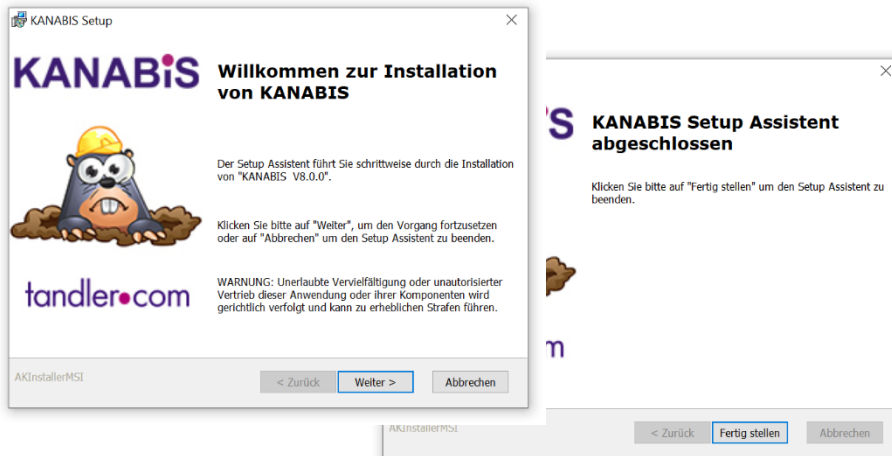 KANABIS Setup
KANABiS
Willkommen zur Installation
von KANABIS
Der Setup Assistent führt Sie schrittweise durch die Installation
von "KANABIS V8.0.0".
Klicken Sie bitte auf "Weiter", um den Vorgang fortzusetzen
oder auf "Abbrechen" um den Setup Assistent zu beenden.
tandler.com
WARNUNG: Unerlaubte Vervielfältigung oder unautorisierter
Vertrieb dieser Anwendung oder ihrer Komponenten wird
gerichtlich verfolgt und kann zu erheblichen Strafen führen.
AKInstallerMSI
< Zurück
Weiter >
Abbrechen
S
KANABIS Setup Assistent
abgeschlossen
Klicken Sie bitte auf "Fertig stellen" um den Setup Assistent zu
beenden.
m
AKInstallerMSI
< Zurück
Fertig stellen
Abbrechen